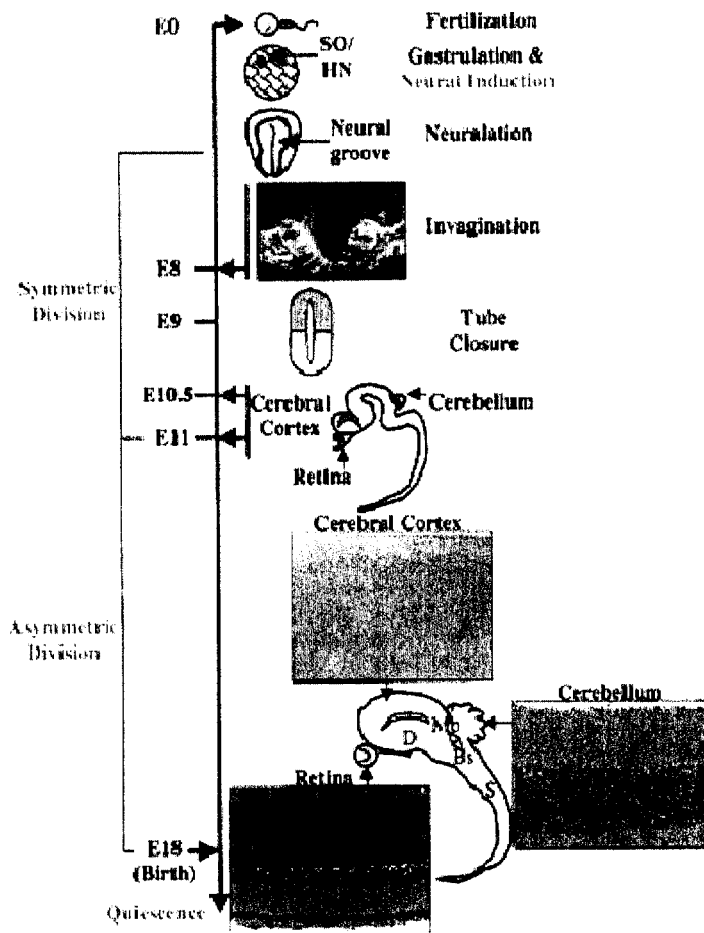 E0
Fertilization
SO/
HN
Gastrulation &
Neural Induction
Neural
groove
Neuralation
Invagination
E8
Symmetric
Division
E9
Tube
Closure
E10.5
Cerebral
Cortex
Cerebellum
E11
Retina
Cerebral Cortex
Asymmetric
Division
Cerebellum
D
Bs
S
Retina
E18
(Birth)
Quiescence